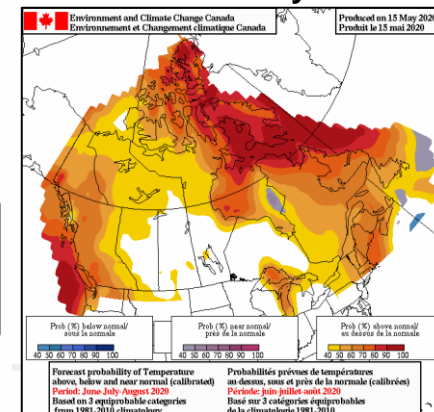 Environment and Climate Change Canada
Environnement et Changement climatique Canada
Produced on 15 May 2020
Produit le 15 mai 2020
Prob (%) below normal/
sous la normale
40 50 60 70 80 90 100
Prob (%) near normal/
près de la normale
40 50 60 70 80 90 100
Prob (%) above normal/
au dessus de la normale
40 50 60 70 80 90 100
Forecast probability of Temperature
above, below and near normal (calibrated)
Period: June-July-August 2020
Based on 3 equiprobable categories
from 1981-2010 climatology
Probabilités prévues de températures
au-dessus, sous et près de la normale (calibrées)
Période: juin-juillet-août 2020
Basé sur 3 catégories équiprobables
de la climatologie 1981-2010